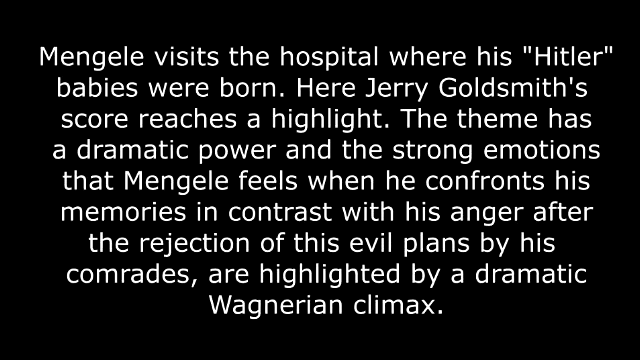 Mengele visits the hospital where his "Hitler"
babies were born. Here Jerry Goldsmith's
score reaches a highlight. The theme has
a dramatic power and the strong emotions
that Mengele feels when he confronts his
memories in contrast with his anger after
the rejection of this evil plans by his
comrades, are highlighted by a dramatic
Wagnerian climax.